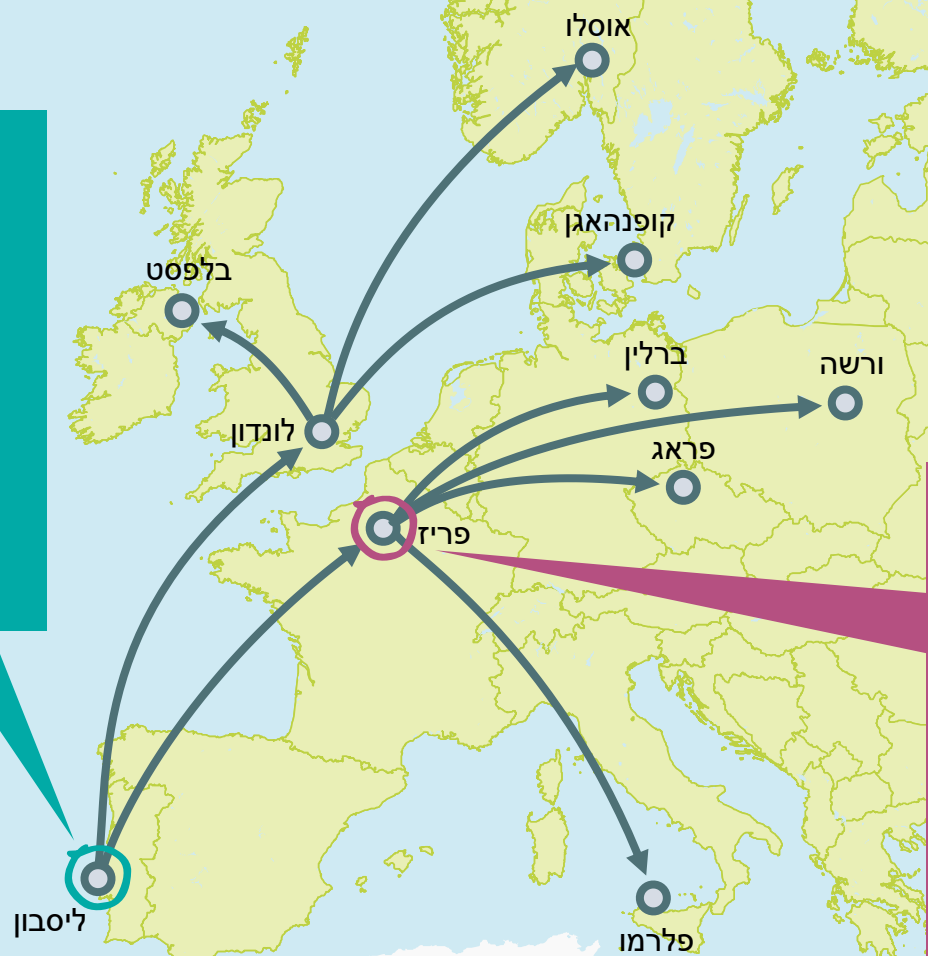 אוסלו
קופנהאגן
בלפסט
ברלין
ורשה
לונדון
פראג
פריז
ליסבון
פלרמו